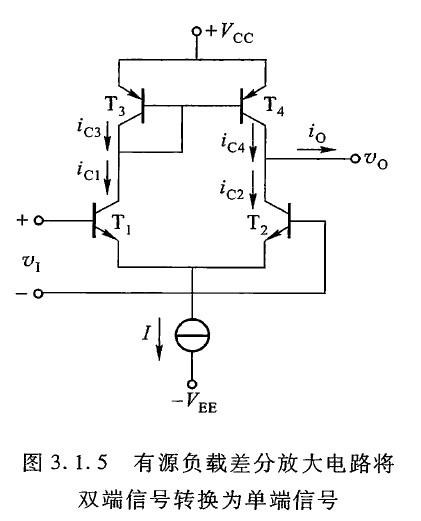 +V_CC
T_3
T_4
i_C3
i_C4
i_O
i_C1
i_C2
v_O
+
T_1
T_2
v_I
−
I
−V_EE
图 3.1.5 有源负载差分放大电路将
双端信号转换为单端信号